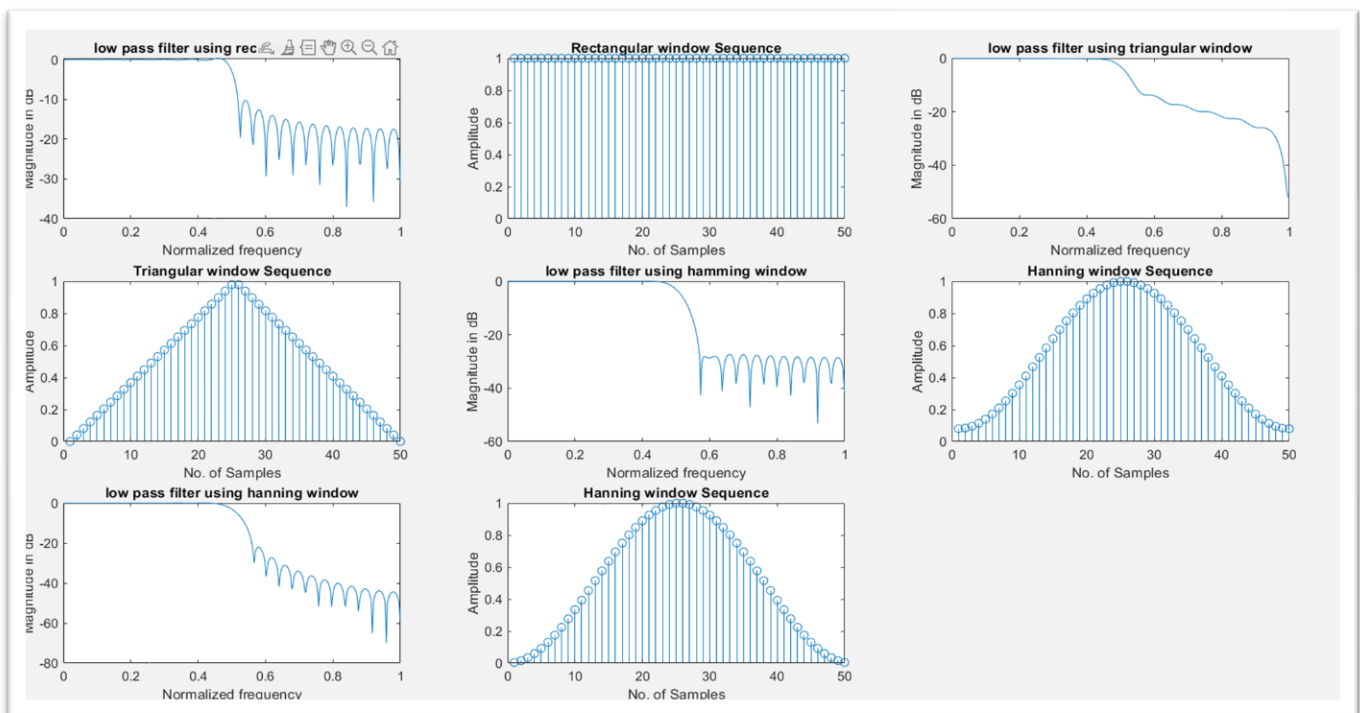 low pass filter using rec
0
-10
-20
-30
-40
Magnitude in dB
0 0.2 0.4 0.6 0.8 1
Normalized frequency
Rectangular window Sequence
1
0.8
0.6
0.4
0.2
0
Amplitude
0 10 20 30 40 50
No. of Samples
low pass filter using triangular window
0
-20
-40
-60
Magnitude in dB
0 0.2 0.4 0.6 0.8 1
Normalized frequency
Triangular window Sequence
1
0.8
0.6
0.4
0.2
0
Amplitude
0 10 20 30 40 50
No. of Samples
low pass filter using hamming window
0
-20
-40
-60
Magnitude in dB
0 0.2 0.4 0.6 0.8 1
Normalized frequency
Hanning window Sequence
1
0.8
0.6
0.4
0.2
0
Amplitude
0 10 20 30 40 50
No. of Samples
low pass filter using hanning window
0
-20
-40
-60
-80
Magnitude in dB
0 0.2 0.4 0.6 0.8 1
Normalized frequency
Hanning window Sequence
1
0.8
0.6
0.4
0.2
0
Amplitude
0 10 20 30 40 50
No. of Samples